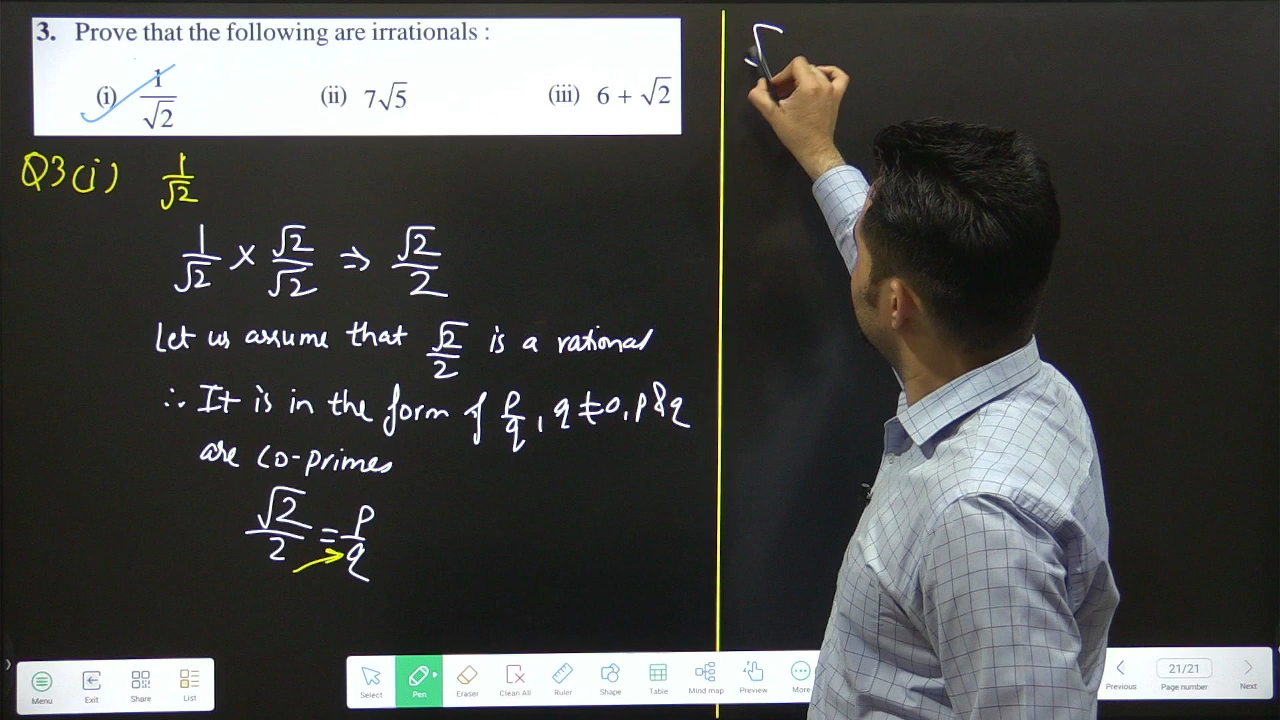 3. Prove that the following are irrationals :
(i) 1/√2 (ii) 7√5 (iii) 6 + √2
Q3(i) 1/√2
1/√2 × √2/√2 ⇒ √2/2
Let us assume that √2/2 is a rational
∴ It is in the form of p/q, q≠0, p & q
are co-primes
√2/2 = p/q
Menu Exit Share List Select Pen Eraser Clean All Ruler Shape Table Mind map Preview More Previous 21/21 Page number Next